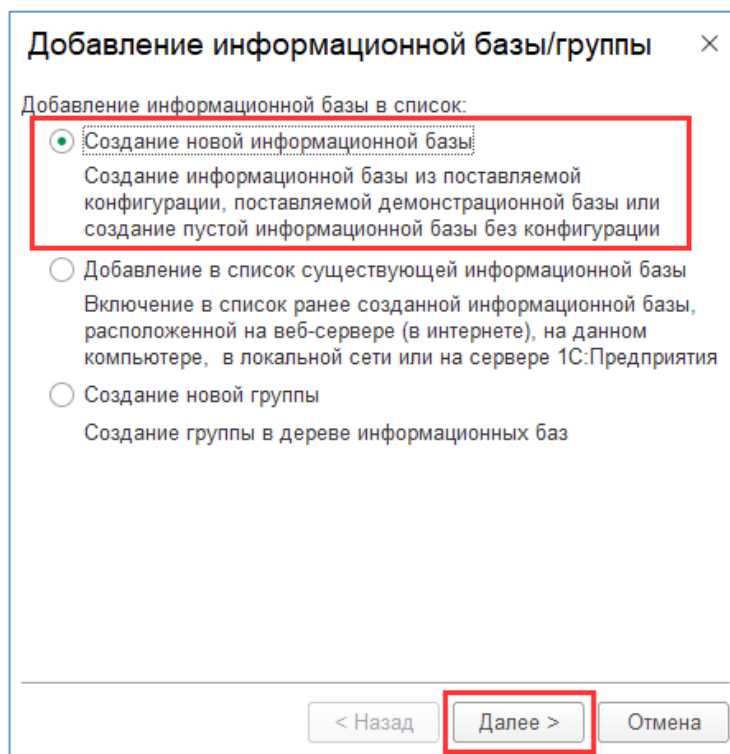 Добавление информационной базы/группы
Добавление информационной базы в список:
Создание новой информационной базы
Создание информационной базы из поставляемой
конфигурации, поставляемой демонстрационной базы или
создание пустой информационной базы без конфигурации
Добавление в список существующей информационной базы
Включение в список ранее созданной информационной базы,
расположенной на веб-сервере (в интернете), на данном
компьютере, в локальной сети или на сервере 1С:Предприятия
Создание новой группы
Создание группы в дереве информационных баз
< Назад Далее > Отмена